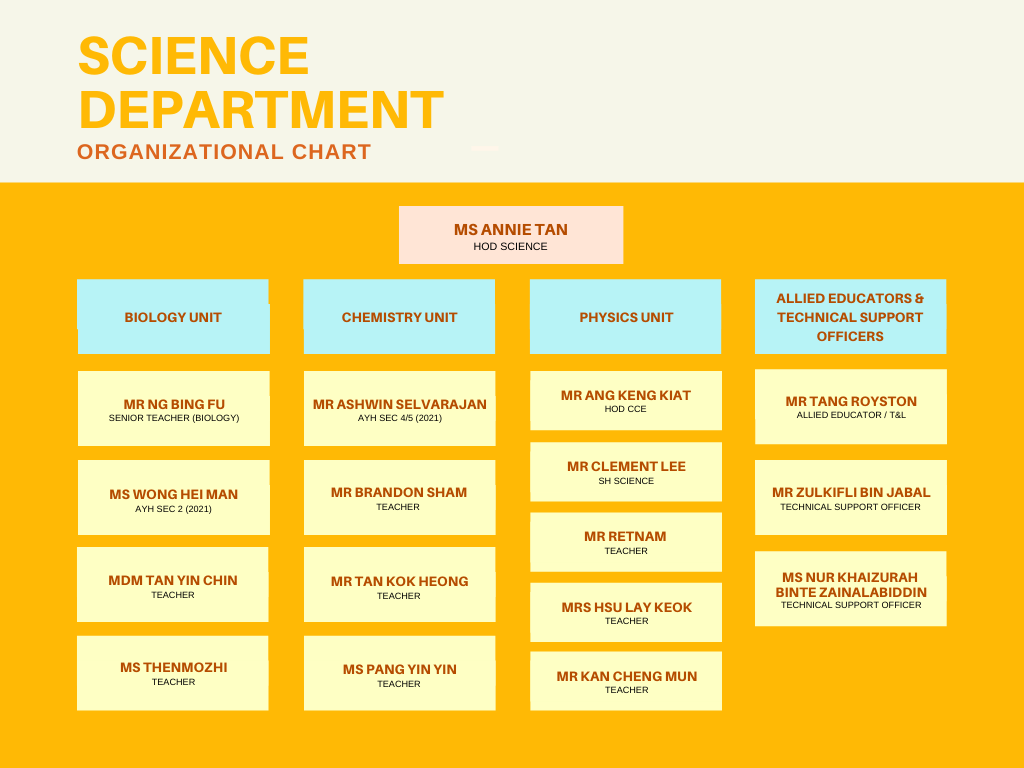 SCIENCE
DEPARTMENT
ORGANIZATIONAL CHART
MS ANNIE TAN
HOD SCIENCE
BIOLOGY UNIT
MR NG BING FU
SENIOR TEACHER (BIOLOGY)
MS WONG HEI MAN
AYH SEC 2 (2021)
MDM TAN YIN CHIN
TEACHER
MS THENMOZHI
TEACHER
CHEMISTRY UNIT
MR ASHWIN SELVARAJAN
AYH SEC 4/5 (2021)
MR BRANDON SHAM
TEACHER
MR TAN KOK HEONG
TEACHER
MS PANG YIN YIN
TEACHER
PHYSICS UNIT
MR ANG KENG KIAT
HOD CCE
MR CLEMENT LEE
SH SCIENCE
MR RETNAM
TEACHER
MRS HSU LAY KEOK
TEACHER
MR KAN CHENG MUN
TEACHER
ALLIED EDUCATORS &
TECHNICAL SUPPORT
OFFICERS
MR TANG ROYSTON
ALLIED EDUCATOR / T&L
MR ZULKIFLI BIN JABAL
TECHNICAL SUPPORT OFFICER
MS NUR KHAIZURAH
BINTE ZAINALABIDDIN
TECHNICAL SUPPORT OFFICER